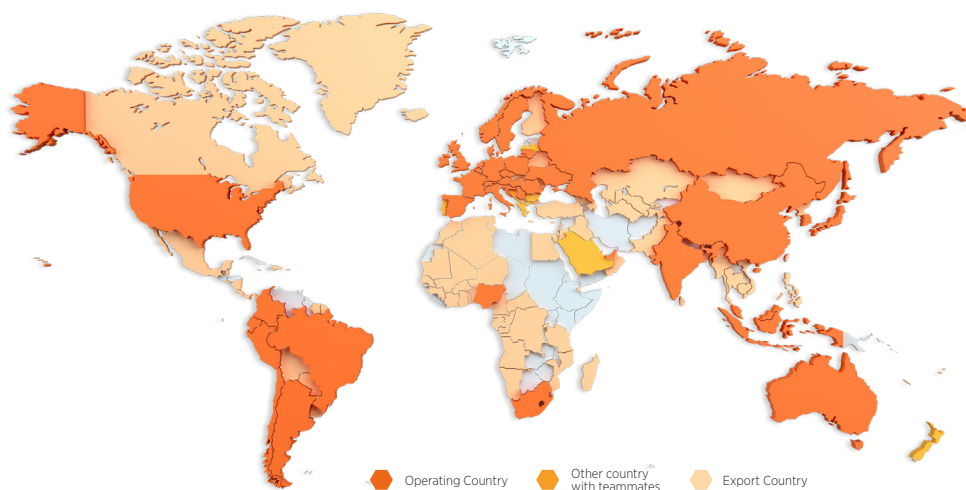 Operating Country
Other country
with teammates
Export Country